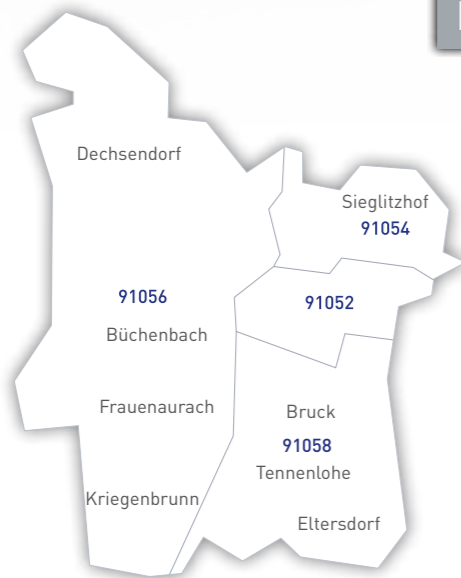 Dechsendorf
Sieglitzhof
91054
91056
91052
Büchenbach
Frauenaurach
Bruck
91058
Tennenlohe
Kriegenbrunn
Eltersdorf